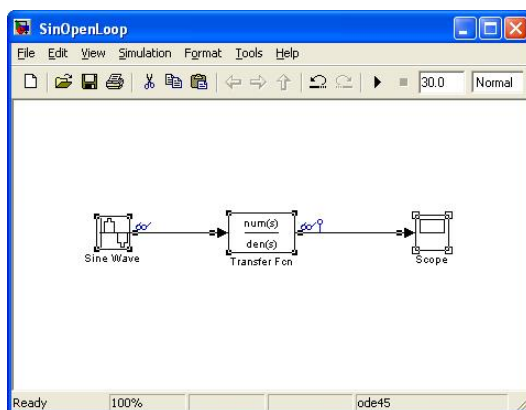 SinOpenLoop
File Edit View Simulation Format Tools Help
30.0 Normal
num(s)
den(s)
Sine Wave Transfer Fcn Scope
Ready 100% ode45